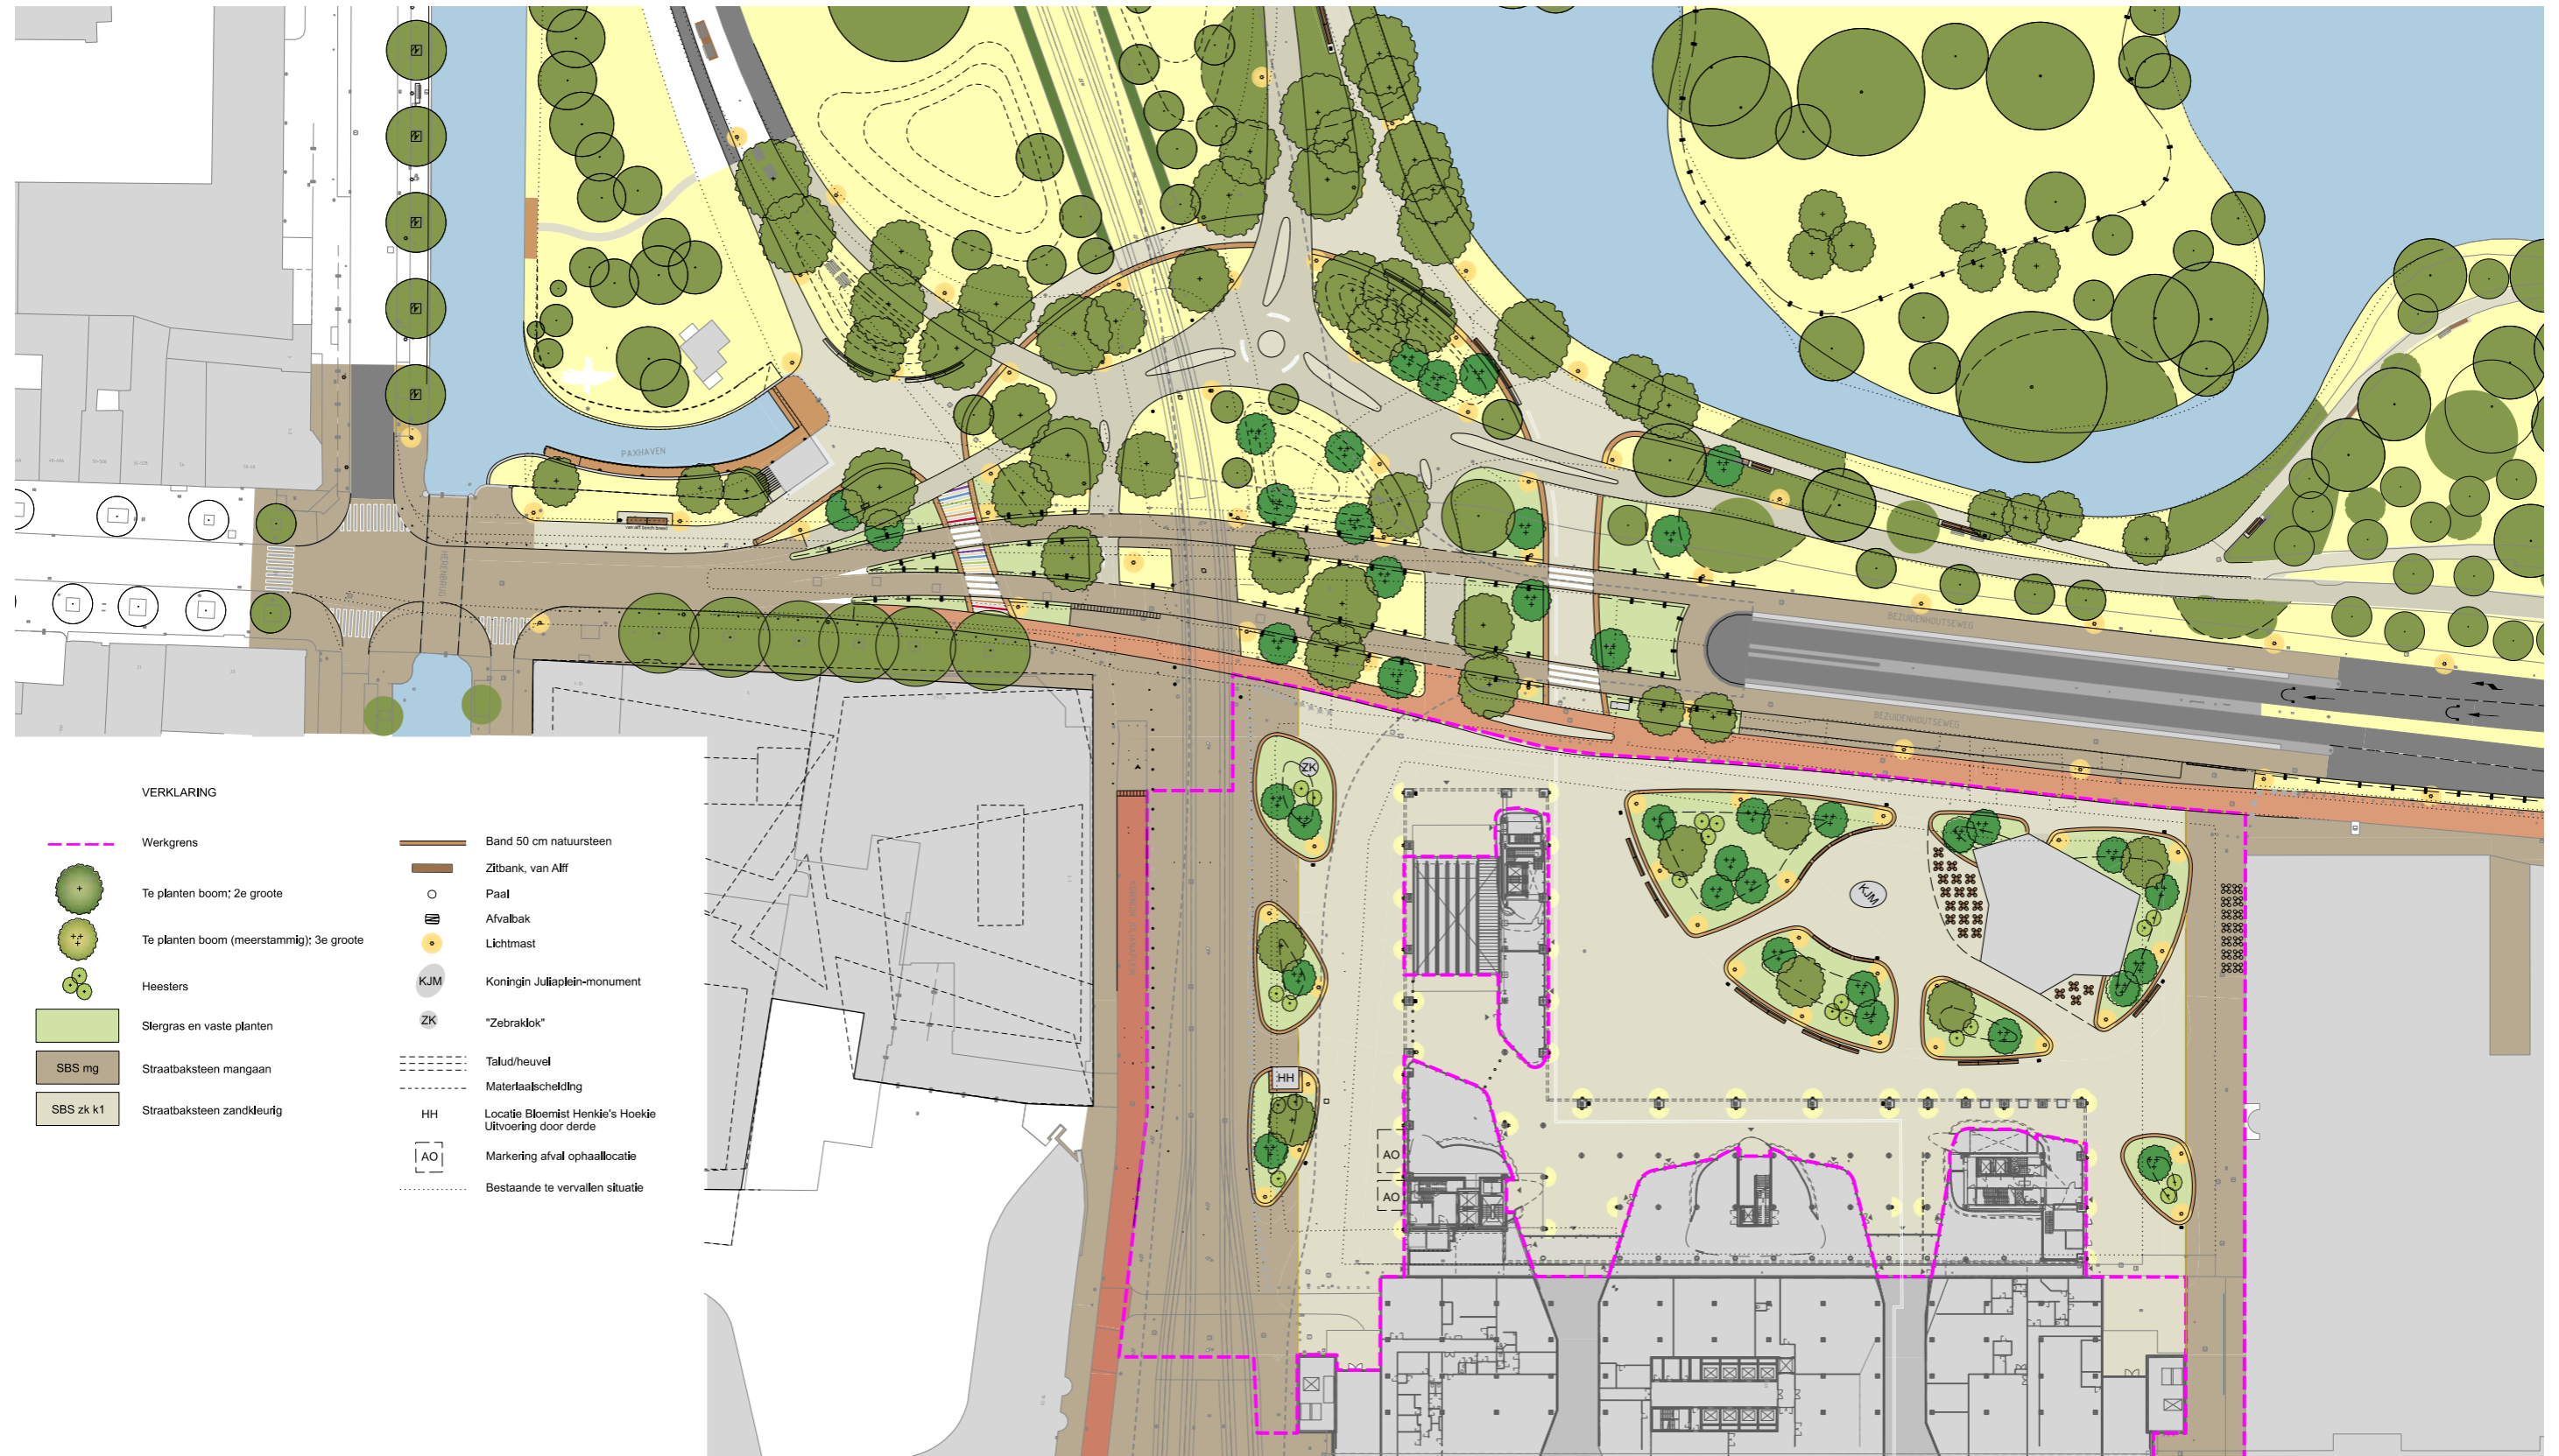 PAXHAVEN
HERENBRUG
BEZUIDENHOUTSEWEG
BEZUIDENHOUTSEWEG
ZK
KJM
HH
AO
AO
VERKLARING
Werkgrens
Te planten boom; 2e groote
Te planten boom (meerstammig); 3e groote
Heesters
Siergras en vaste planten
SBS mg
Straatbaksteen mangaan
SBS zk k1
Straatbaksteen zandkleurig
Band 50 cm natuursteen
Zitbank, van Alff
Paal
Afvalbak
Lichtmast
KJM
Koningin Juliaplein-monument
ZK
"Zebraklok"
Talud/heuvel
Materiaalscheiding
HH
Locatie Bloemist Henkie's Hoekie
Uitvoering door derde
AO
Markering afval ophaallocatie
Bestaande te vervallen situatie